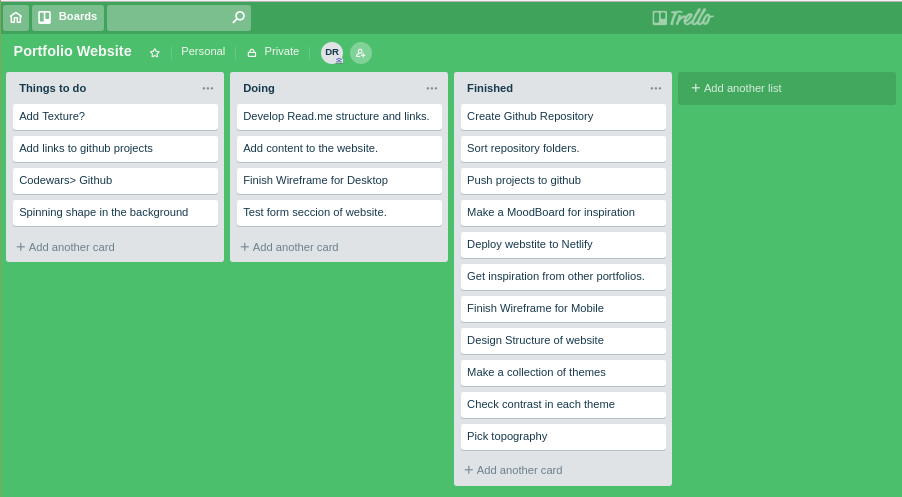 Boards
Trello
Portfolio Website
Personal
Private
DR
Things to do
Add Texture?
Add links to github projects
Codewars> Github
Spinning shape in the background
+ Add another card
Doing
Develop Read.me structure and links.
Add content to the website.
Finish Wireframe for Desktop
Test form seccion of website.
+ Add another card
Finished
Create Github Repository
Sort repository folders.
Push projects to github
Make a MoodBoard for inspiration
Deploy webstite to Netlify
Get inspiration from other portfolios.
Finish Wireframe for Mobile
Design Structure of website
Make a collection of themes
Check contrast in each theme
Pick topography
+ Add another card
+ Add another list